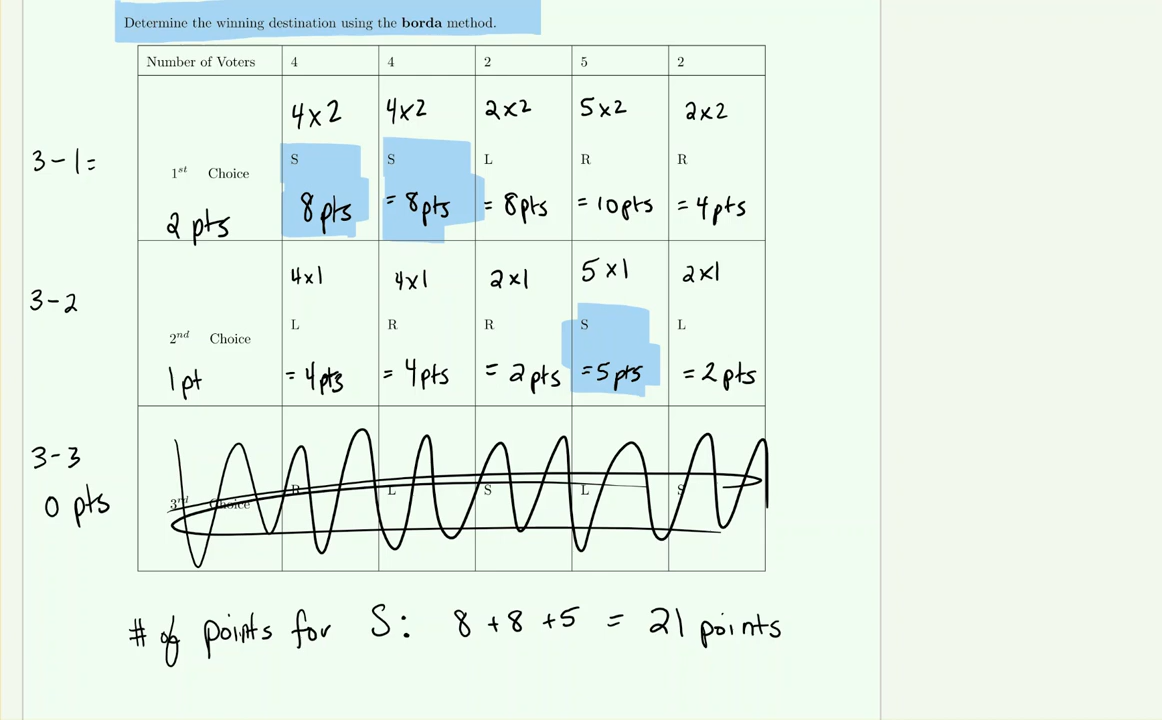 Determine the winning destination using the borda method.
Number of Voters 4 4 2 5 2
4x2 4x2 2x2 5x2 2x2
3-1= 1st Choice S S L R R
2 pts 8 pts = 8 pts = 8 pts = 10 pts = 4 pts
4x1 4x1 2x1 5x1 2x1
3-2 2nd Choice L R R S L
1 pt = 4 pts = 4 pts = 2 pts = 5 pts = 2 pts
3-3
0 pts 3rd Choice R L S L S
# of points for S: 8 + 8 + 5 = 21 points